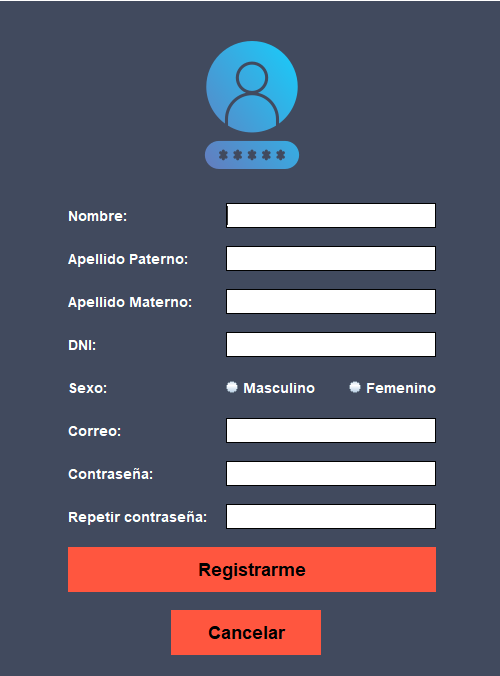 *****
Nombre:
Apellido Paterno:
Apellido Materno:
DNI:
Sexo: Masculino Femenino
Correo:
Contraseña:
Repetir contraseña:
Registrarme
Cancelar